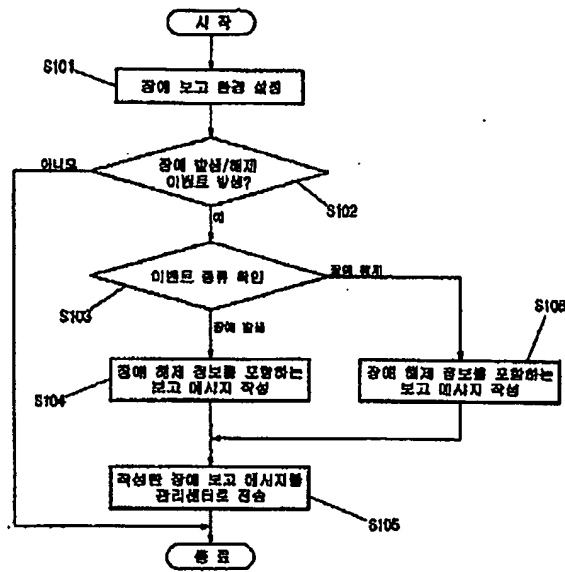 시 작
S101
장애 보고 환경 설정
아니오
장애 발생/해제
이벤트 발생?
S102
예
이벤트 종류 확인
장애 해제
S103
장애 발생
S106
장애 해제 정보를 포함하는
보고 메시지 작성
S104
장애 해제 정보를 포함하는
보고 메시지 작성
작성한 장애 보고 메시지를
관리센터로 전송
S105
종 료